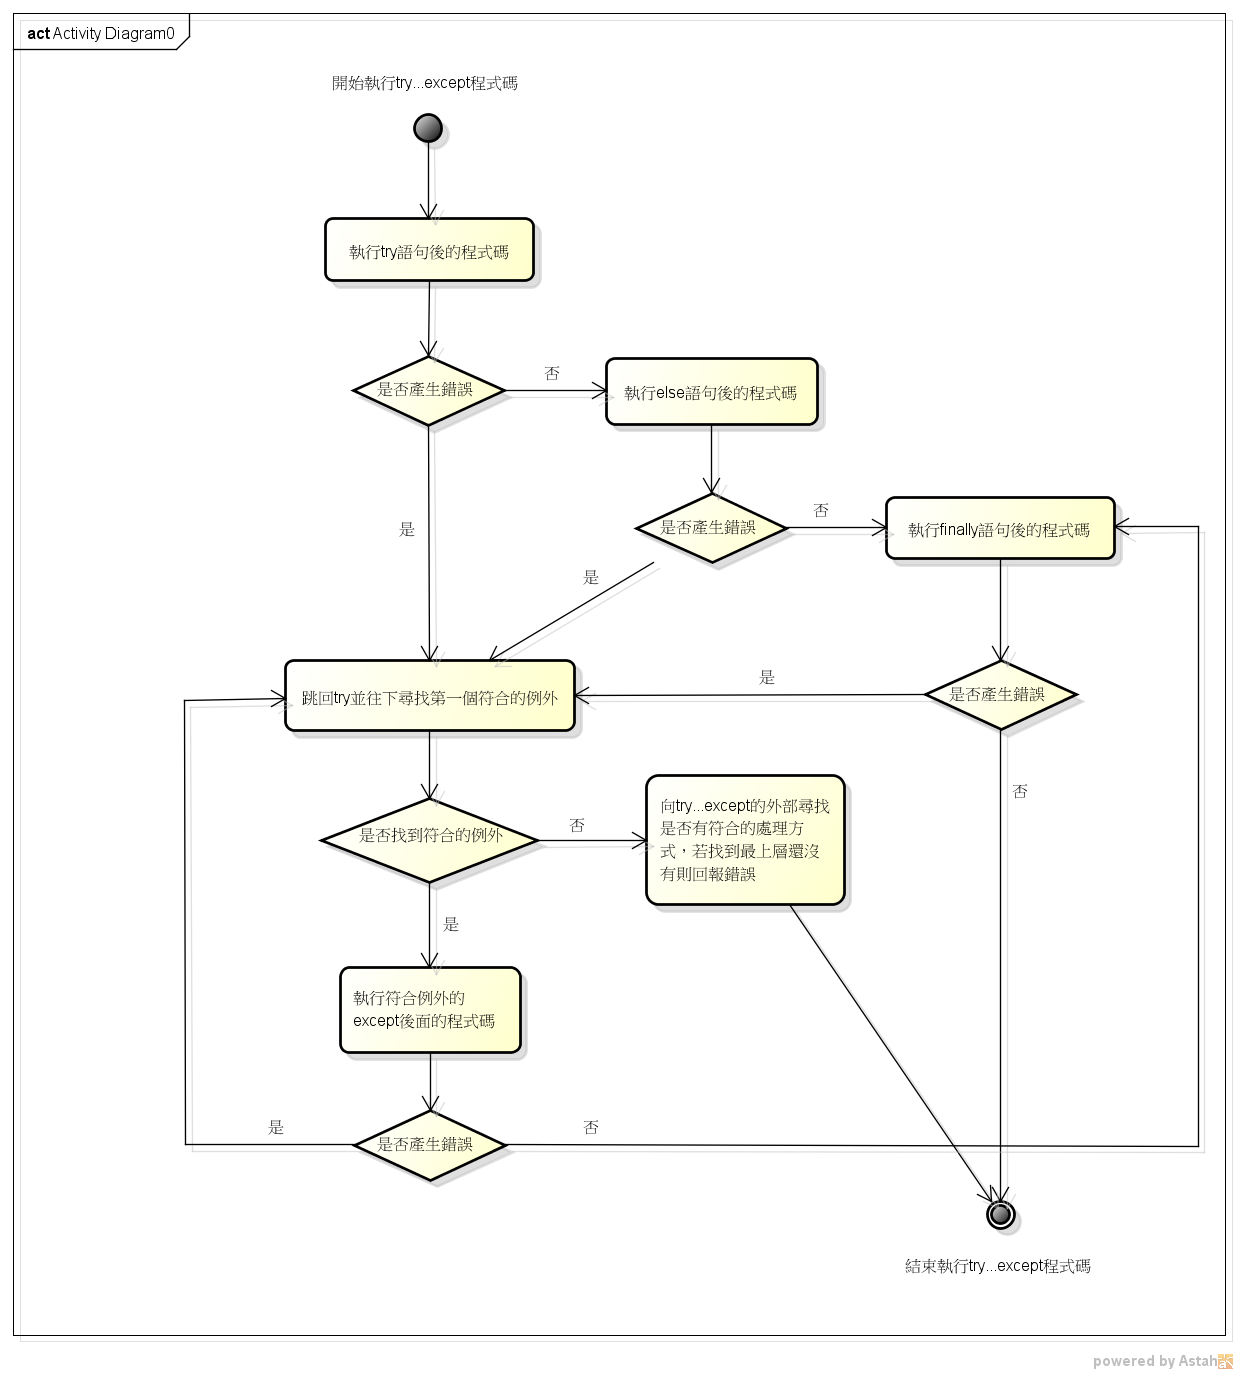 act Activity Diagram0
開始執行try...except程式碼
執行try語句後的程式碼
是否產生錯誤
否
執行else語句後的程式碼
是
是否產生錯誤
否
執行finally語句後的程式碼
是
跳回try並往下尋找第一個符合的例外
是
是否產生錯誤
否
是否找到符合的例外
否
向try...except的外部尋找
是否有符合的處理方
式，若找到最上層還沒
有則回報錯誤
是
執行符合例外的
except後面的程式碼
是
是否產生錯誤
否
結束執行try...except程式碼
powered by Astah